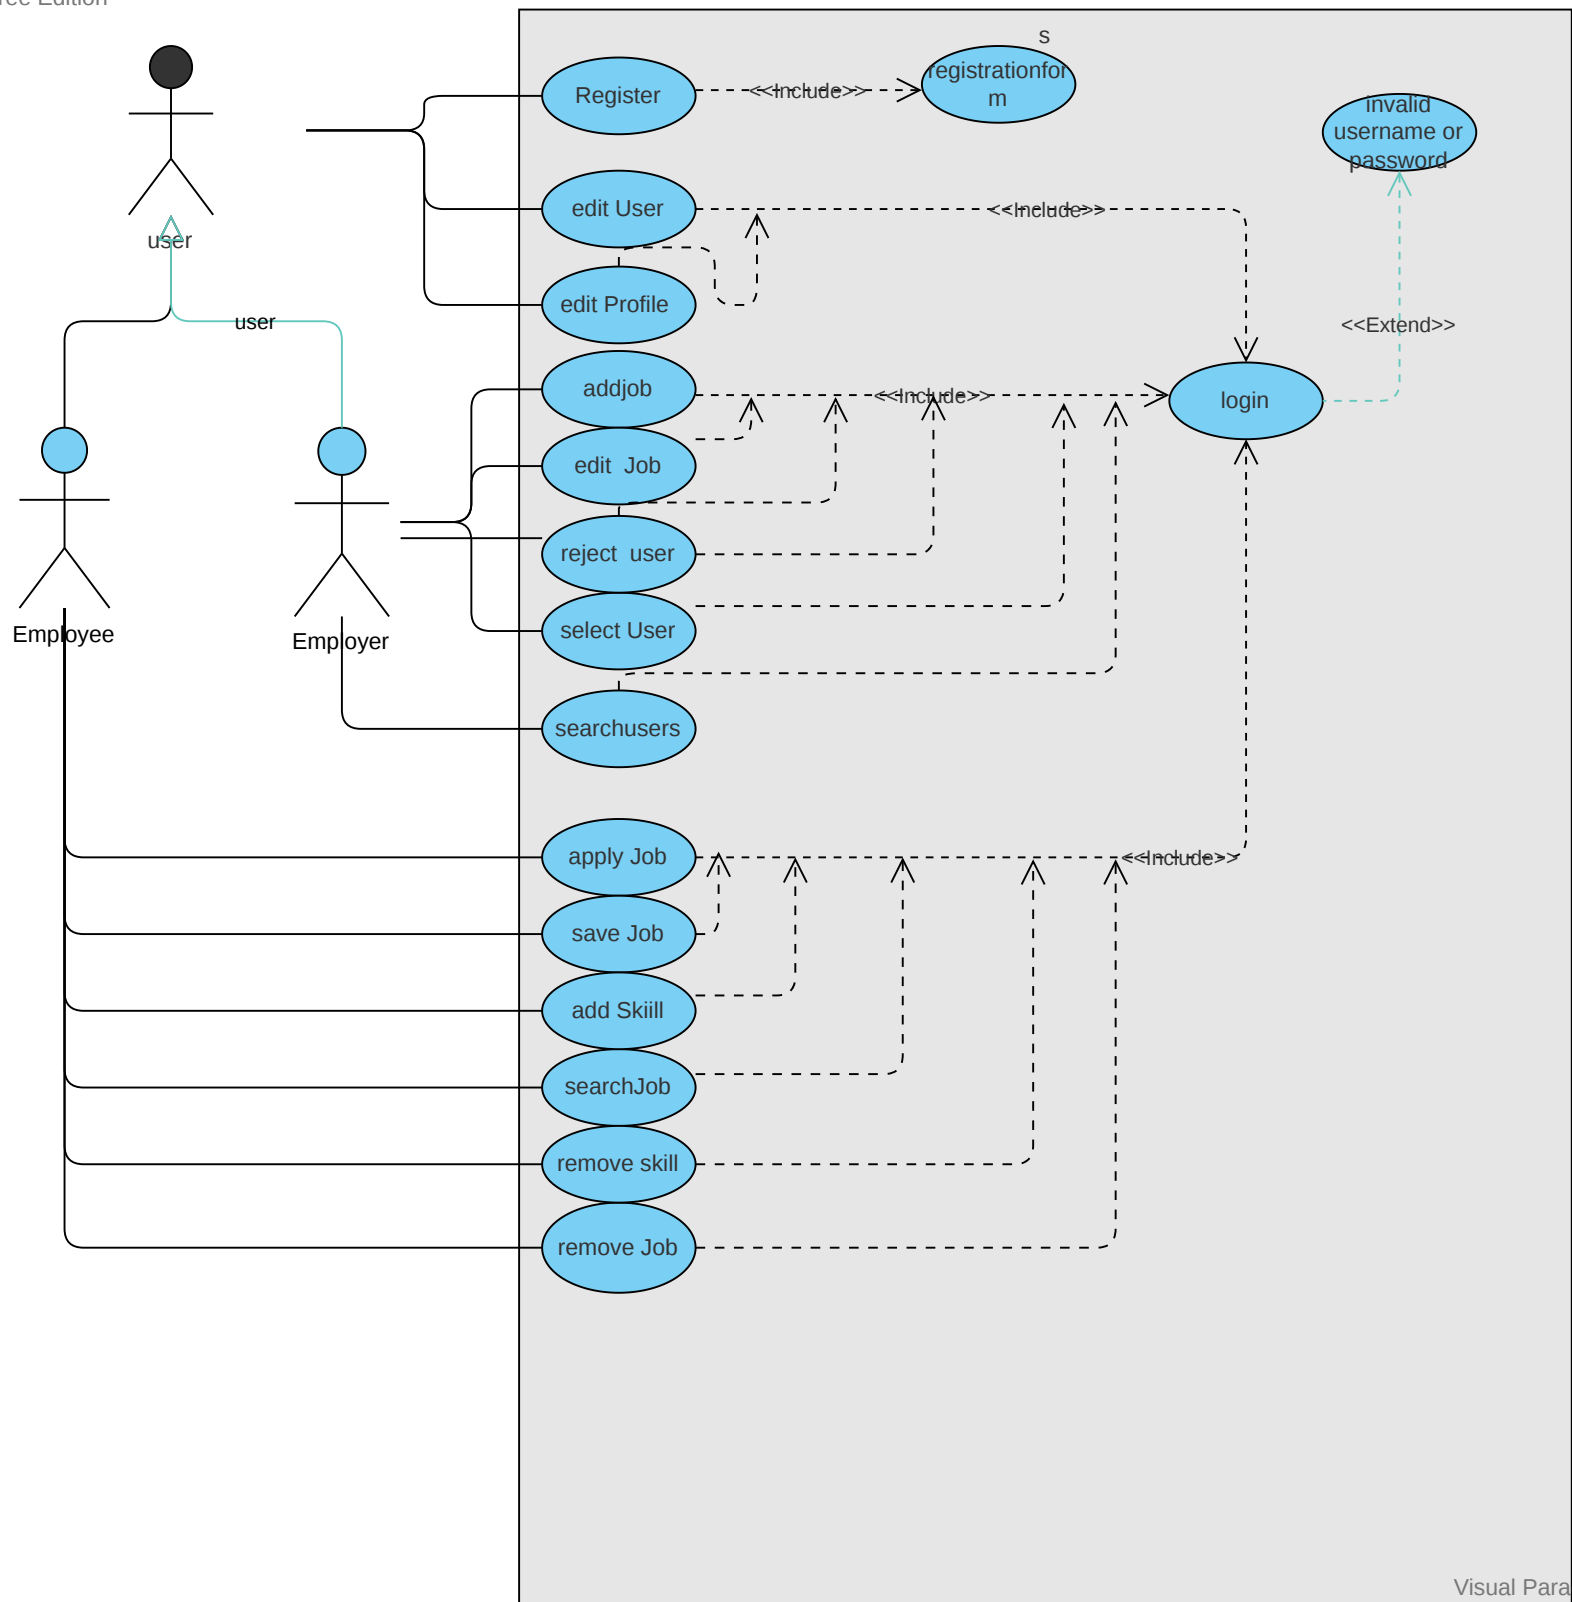 s
Register
<<Include>>
registrationfor
m
invalid
username or
password
edit User
<<Include>>
user
edit Profile
user
<<Extend>>
addjob
<<Include>>
login
edit  Job
reject  user
select User
Employee
Employer
searchusers
apply Job
<<Include>>
save Job
add Skiill
searchJob
remove skill
remove Job
Visual Para